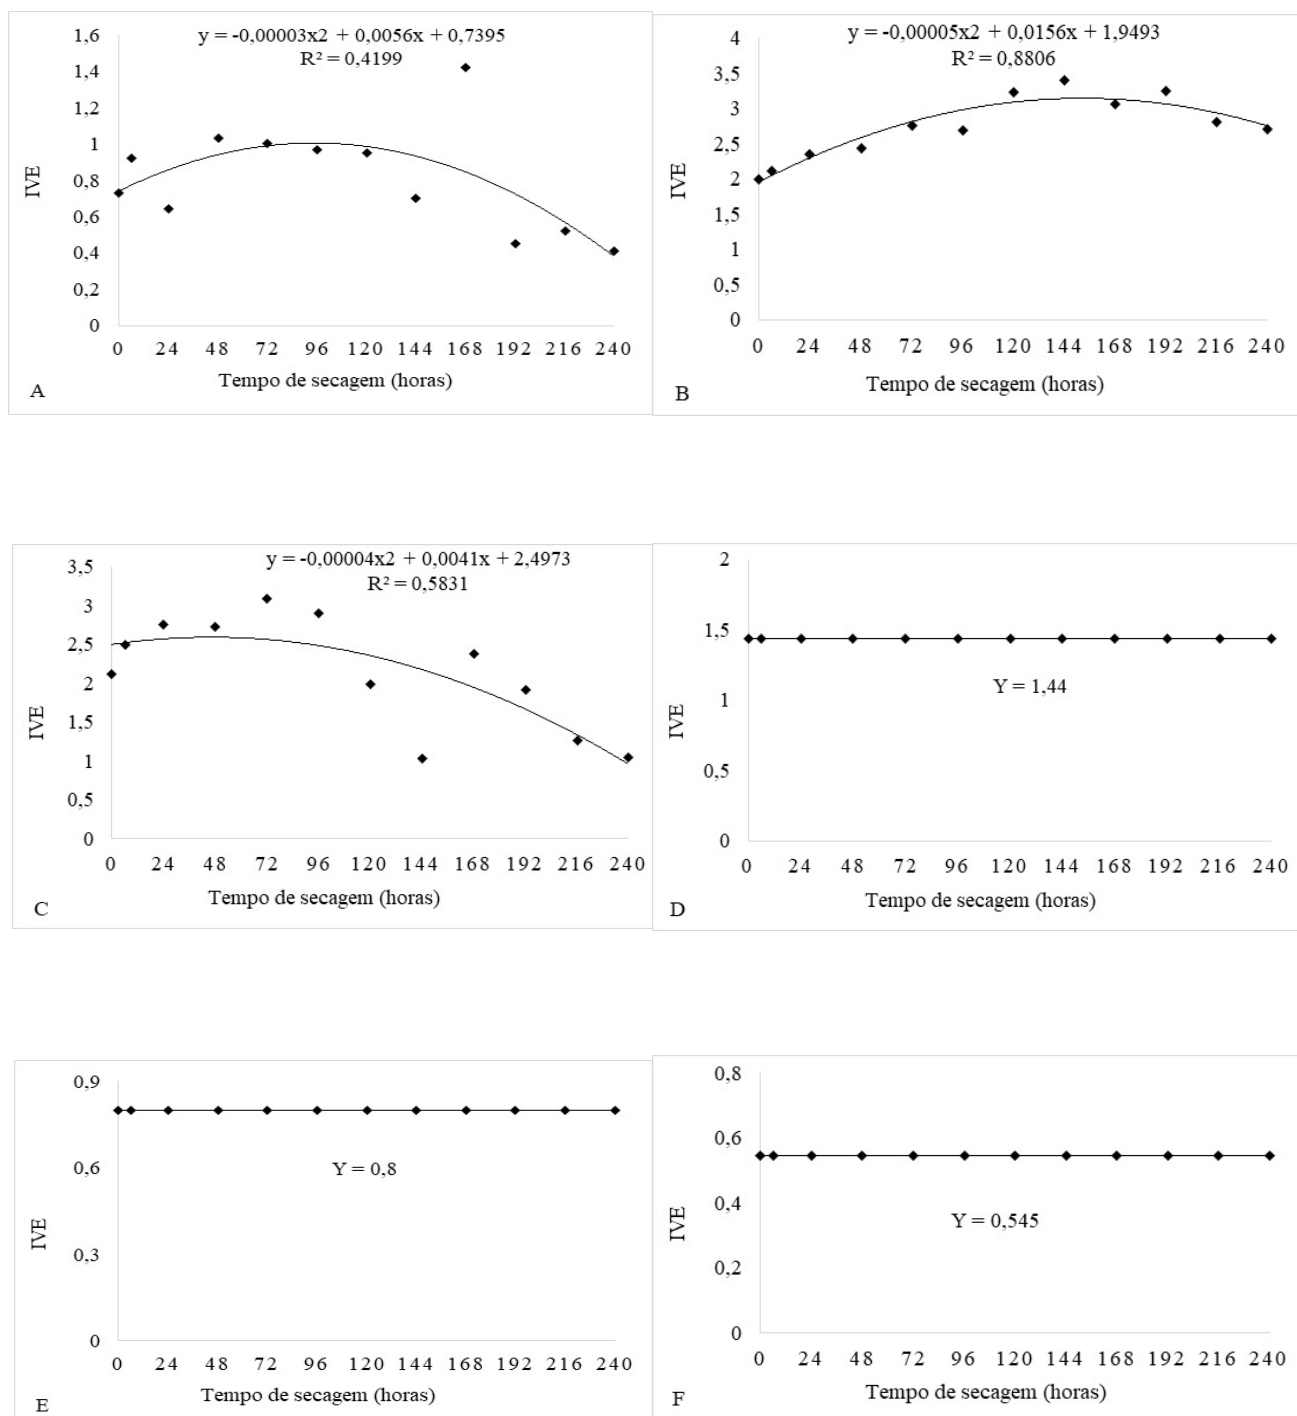 y = -0,00003x2 + 0,0056x + 0,7395
R² = 0,4199
1,6
1,4
1,2
1
0,8
0,6
0,4
0,2
0
IVE
0 24 48 72 96 120 144 168 192 216 240
Tempo de secagem (horas)
A
y = -0,00005x2 + 0,0156x + 1,9493
R² = 0,8806
4
3,5
3
2,5
2
1,5
1
0,5
0
IVE
0 24 48 72 96 120 144 168 192 216 240
Tempo de secagem (horas)
B
y = -0,00004x2 + 0,0041x + 2,4973
R² = 0,5831
3,5
3
2,5
2
1,5
1
0,5
0
IVE
0 24 48 72 96 120 144 168 192 216 240
Tempo de secagem (horas)
C
2
1,5
1
0,5
0
IVE
Y = 1,44
0 24 48 72 96 120 144 168 192 216 240
Tempo de secagem (horas)
D
0,9
0,6
0,3
0
IVE
Y = 0,8
0 24 48 72 96 120 144 168 192 216 240
Tempo de secagem (horas)
E
0,8
0,6
0,4
0,2
0
IVE
Y = 0,545
0 24 48 72 96 120 144 168 192 216 240
Tempo de secagem (horas)
F